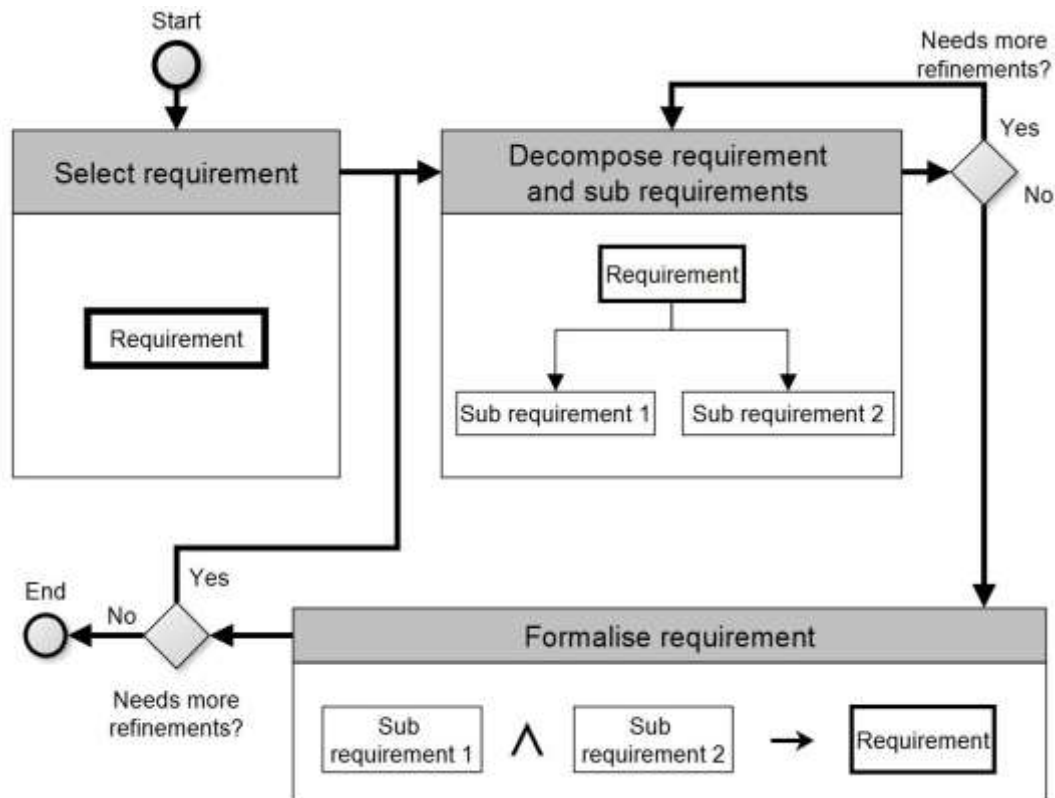 Start
Needs more
refinements?
Yes
No
Select requirement
Requirement
Decompose requirement
and sub requirements
Requirement
Sub requirement 1
Sub requirement 2
End
No
Yes
Needs more
refinements?
Formalise requirement
Sub
requirement 1
∧
Sub
requirement 2
→
Requirement